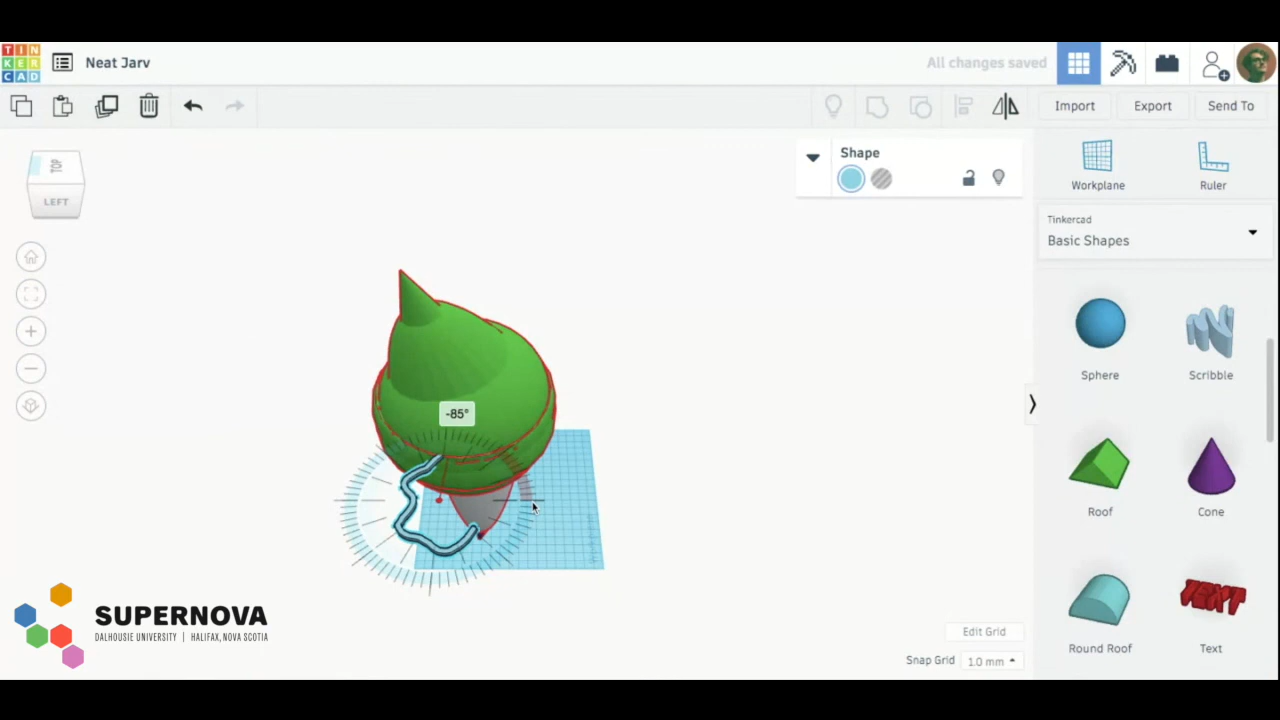 TIN
KER
CAD
Neat Jarv
All changes saved
Import
Export
Send To
TOP
LEFT
Shape
Workplane
Ruler
Tinkercad
Basic Shapes
Sphere
Scribble
-85°
Roof
Cone
TEXT
Round Roof
Text
SUPERNOVA
DALHOUSIE UNIVERSITY | HALIFAX, NOVA SCOTIA
Edit Grid
Snap Grid
1.0 mm